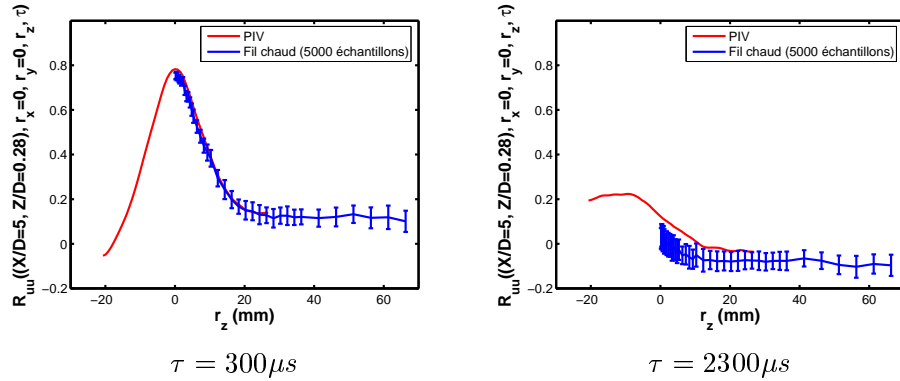 PIV
Fil chaud (5000 échantillons)
R_uu((X/D=5, Z/D=0.28), r_x=0, r_y=0, r_z, τ)
0.8
0.6
0.4
0.2
0
−0.2
−20 0 20 40 60
r_z (mm)
τ = 300μs
PIV
Fil chaud (5000 échantillons)
R_uu((X/D=5, Z/D=0.28), r_x=0, r_y=0, r_z, τ)
0.8
0.6
0.4
0.2
0
−0.2
−20 0 20 40 60
r_z (mm)
τ = 2300μs